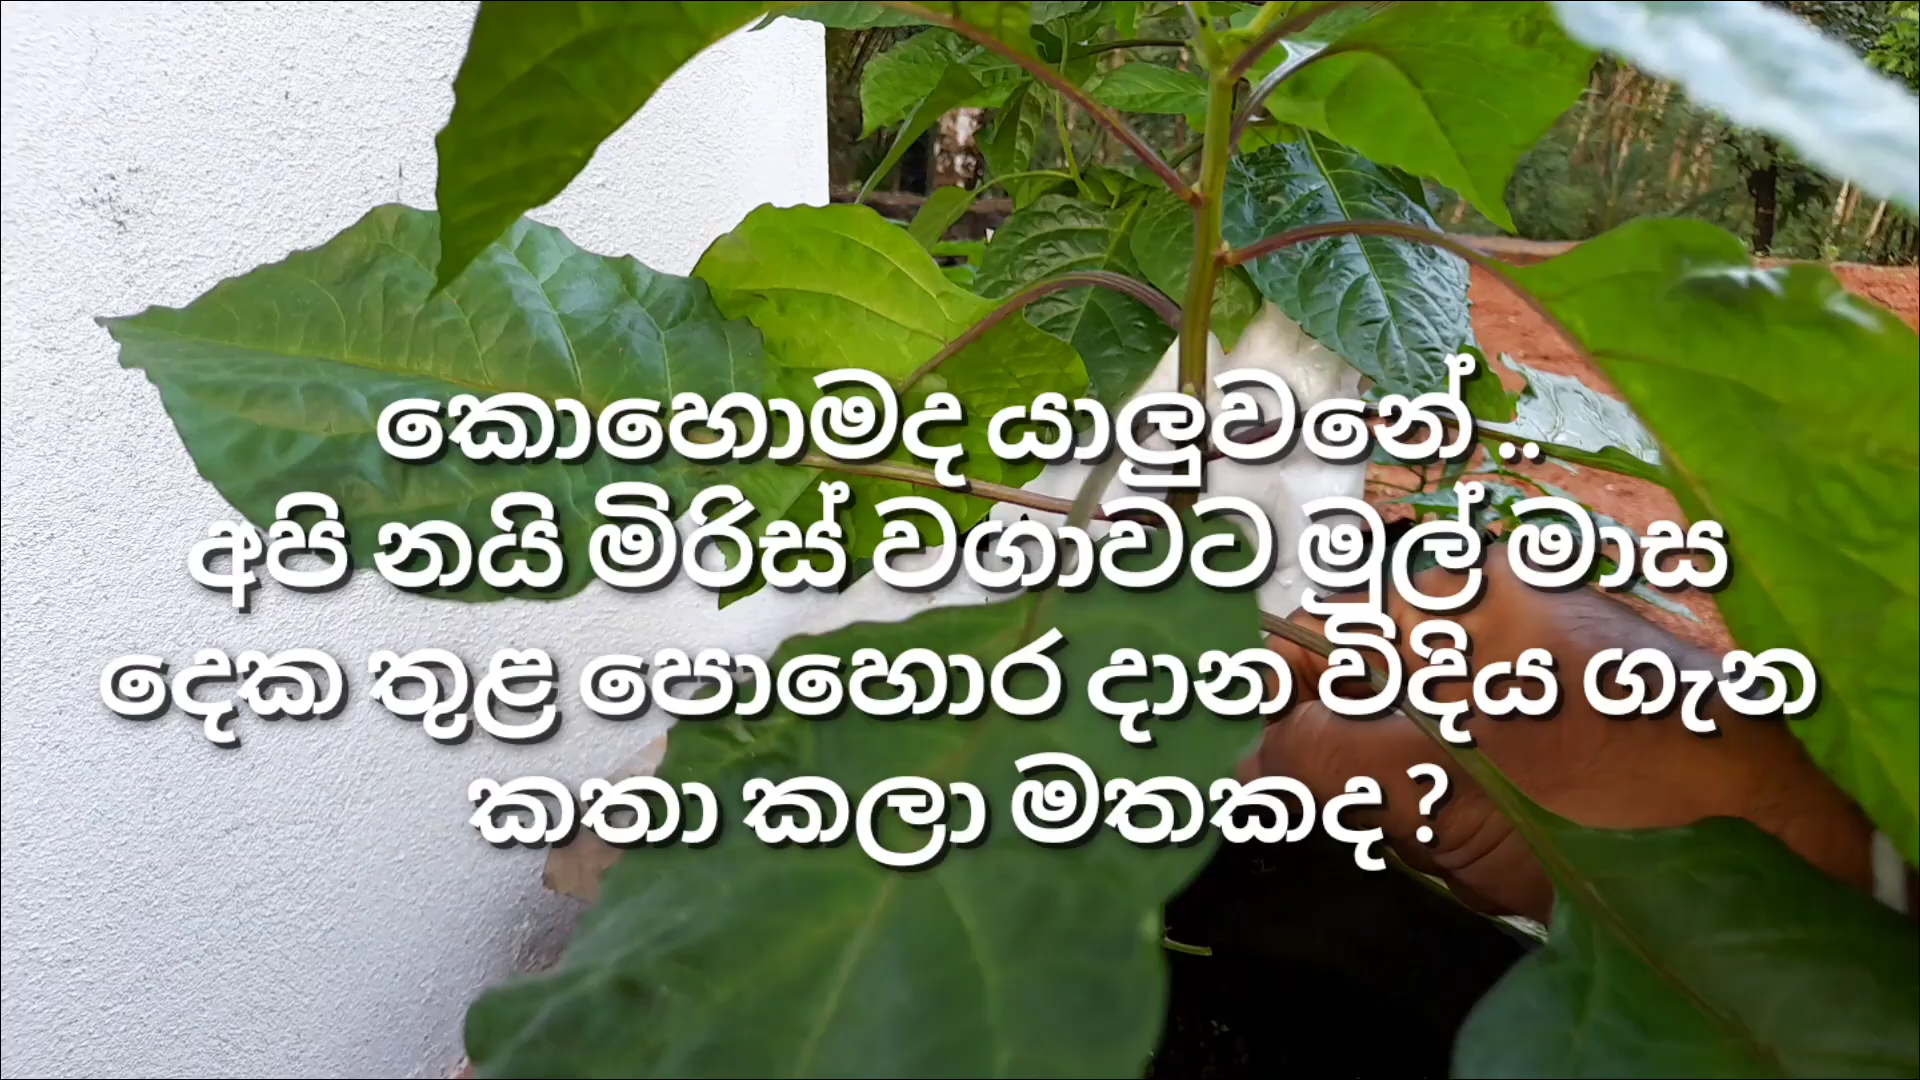 කොහොමද යාලුවනේ ..
අපි නයි මිරිස් වගාවට මුල් මාස
දෙක තුළ පොහොර දාන විදිය ගැන
කතා කලා මතකද ?